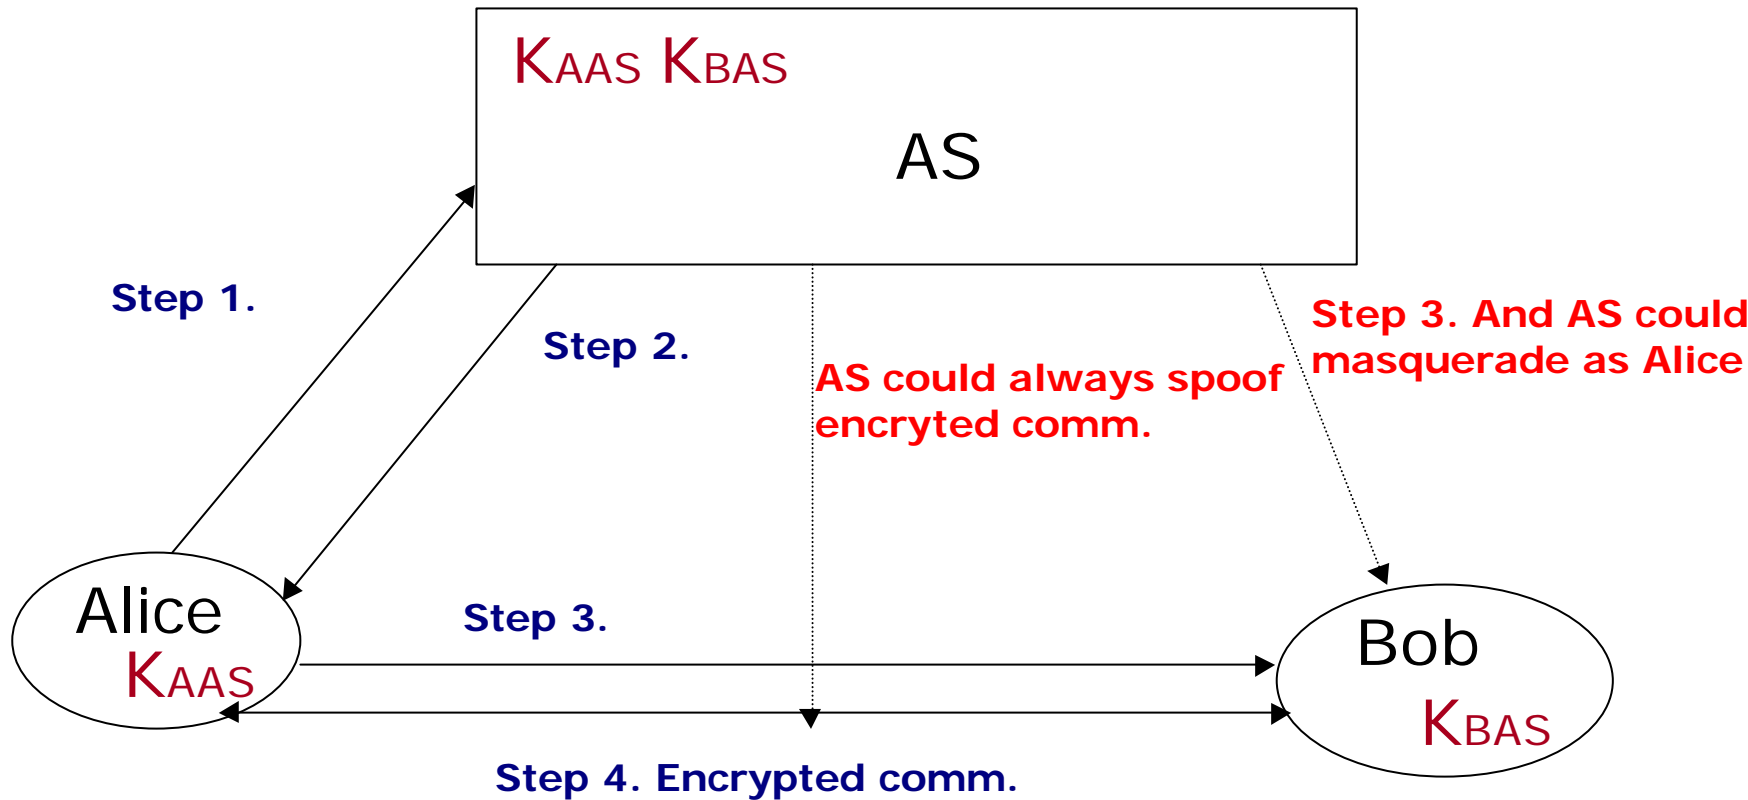 KAAS KBAS
AS
Step 1.
Step 2.
Step 3. And AS could
masquerade as Alice
AS could always spoof
encryted comm.
Alice
KAAS
Step 3.
Bob
KBAS
Step 4. Encrypted comm.